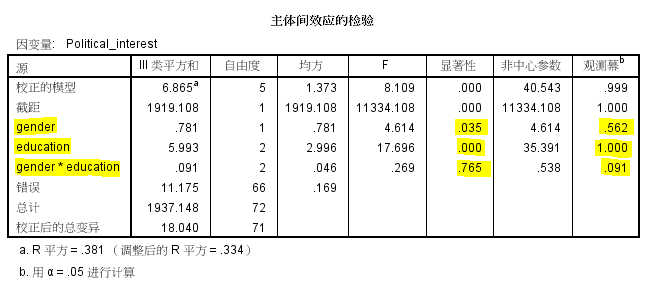 主体间效应的检验
因变量: Political_interest
源 III 类平方和 自由度 均方 F 显著性 非中心参数 观测幂b
校正的模型 6.865a 5 1.373 8.109 .000 40.543 .999
截距 1919.108 1 1919.108 11334.108 .000 11334.108 1.000
gender .781 1 .781 4.614 .035 4.614 .562
education 5.993 2 2.996 17.696 .000 35.391 1.000
gender * education .091 2 .046 .269 .765 .538 .091
错误 11.175 66 .169
总计 1937.148 72
校正后的总变异 18.040 71
a. R 平方 = .381 （调整后的 R 平方 = .334）
b. 用 α = .05 进行计算